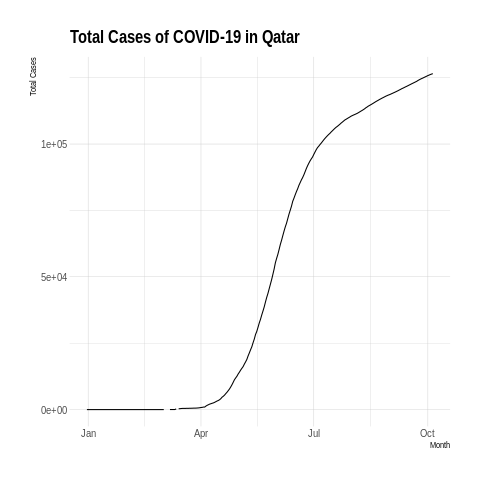 Total Cases of COVID-19 in Qatar
Total Cases
1e+05
5e+04
0e+00
Jan Apr Jul Oct
Month